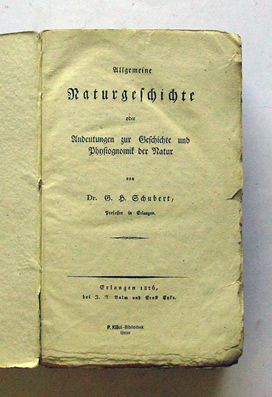 Allgemeine
Naturgeschichte
oder
Andeutungen zur Geschichte und
Physiognomik der Natur
von
Dr. G. H. Schubert,
Professor in Erlangen.
Erlangen 1826,
bei J. J. Palm und Ernst Enke.